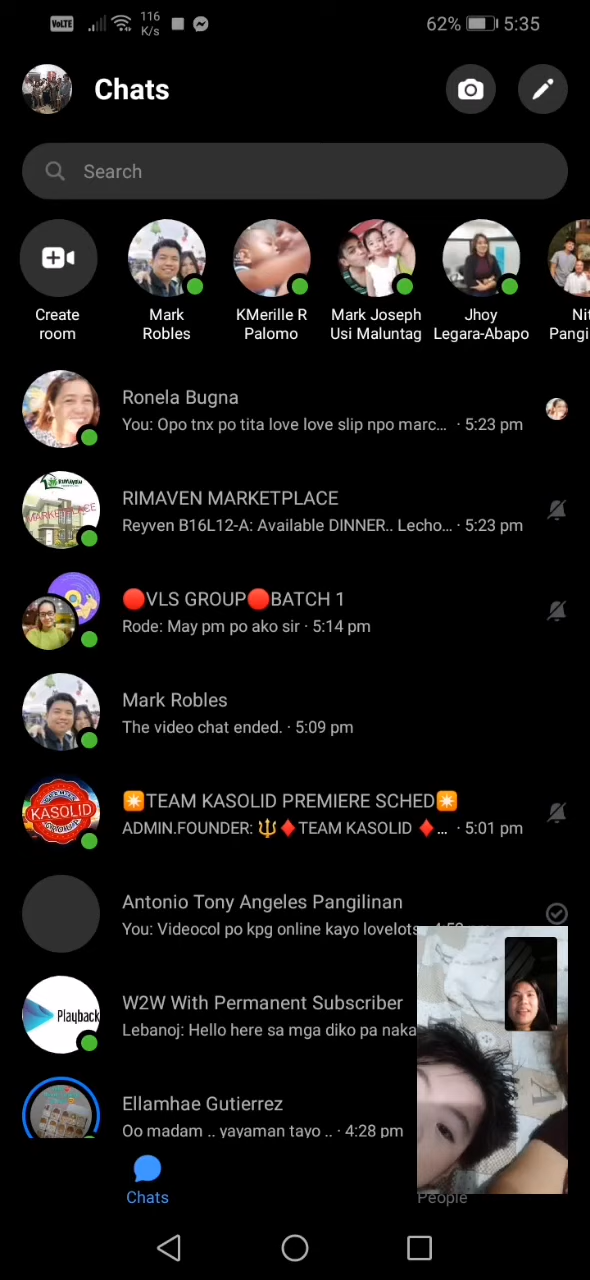 VoLTE 116 K/s 62% 5:35
Chats
Search
Create room
Mark Robles
KMerille R Palomo
Mark Joseph Usi Maluntag
Jhoy Legara-Abapo
Nit
Pangi
Ronela Bugna
You: Opo tnx po tita love love slip npo marc... · 5:23 pm
RIMAVEN MARKETPLACE
Reyven B16L12-A: Available DINNER.. Lecho... · 5:23 pm
🔴VLS GROUP🔴BATCH 1
Rode: May pm po ako sir · 5:14 pm
Mark Robles
The video chat ended. · 5:09 pm
KASOLID
💥TEAM KASOLID PREMIERE SCHED💥
ADMIN.FOUNDER: 🔱♦️TEAM KASOLID ♦️... · 5:01 pm
Antonio Tony Angeles Pangilinan
You: Videocol po kpg online kayo lovelots
Playback
W2W With Permanent Subscriber
Lebanoj: Hello here sa mga diko pa naka
Ellamhae Gutierrez
Oo madam .. yayaman tayo .. · 4:28 pm
Chats
People